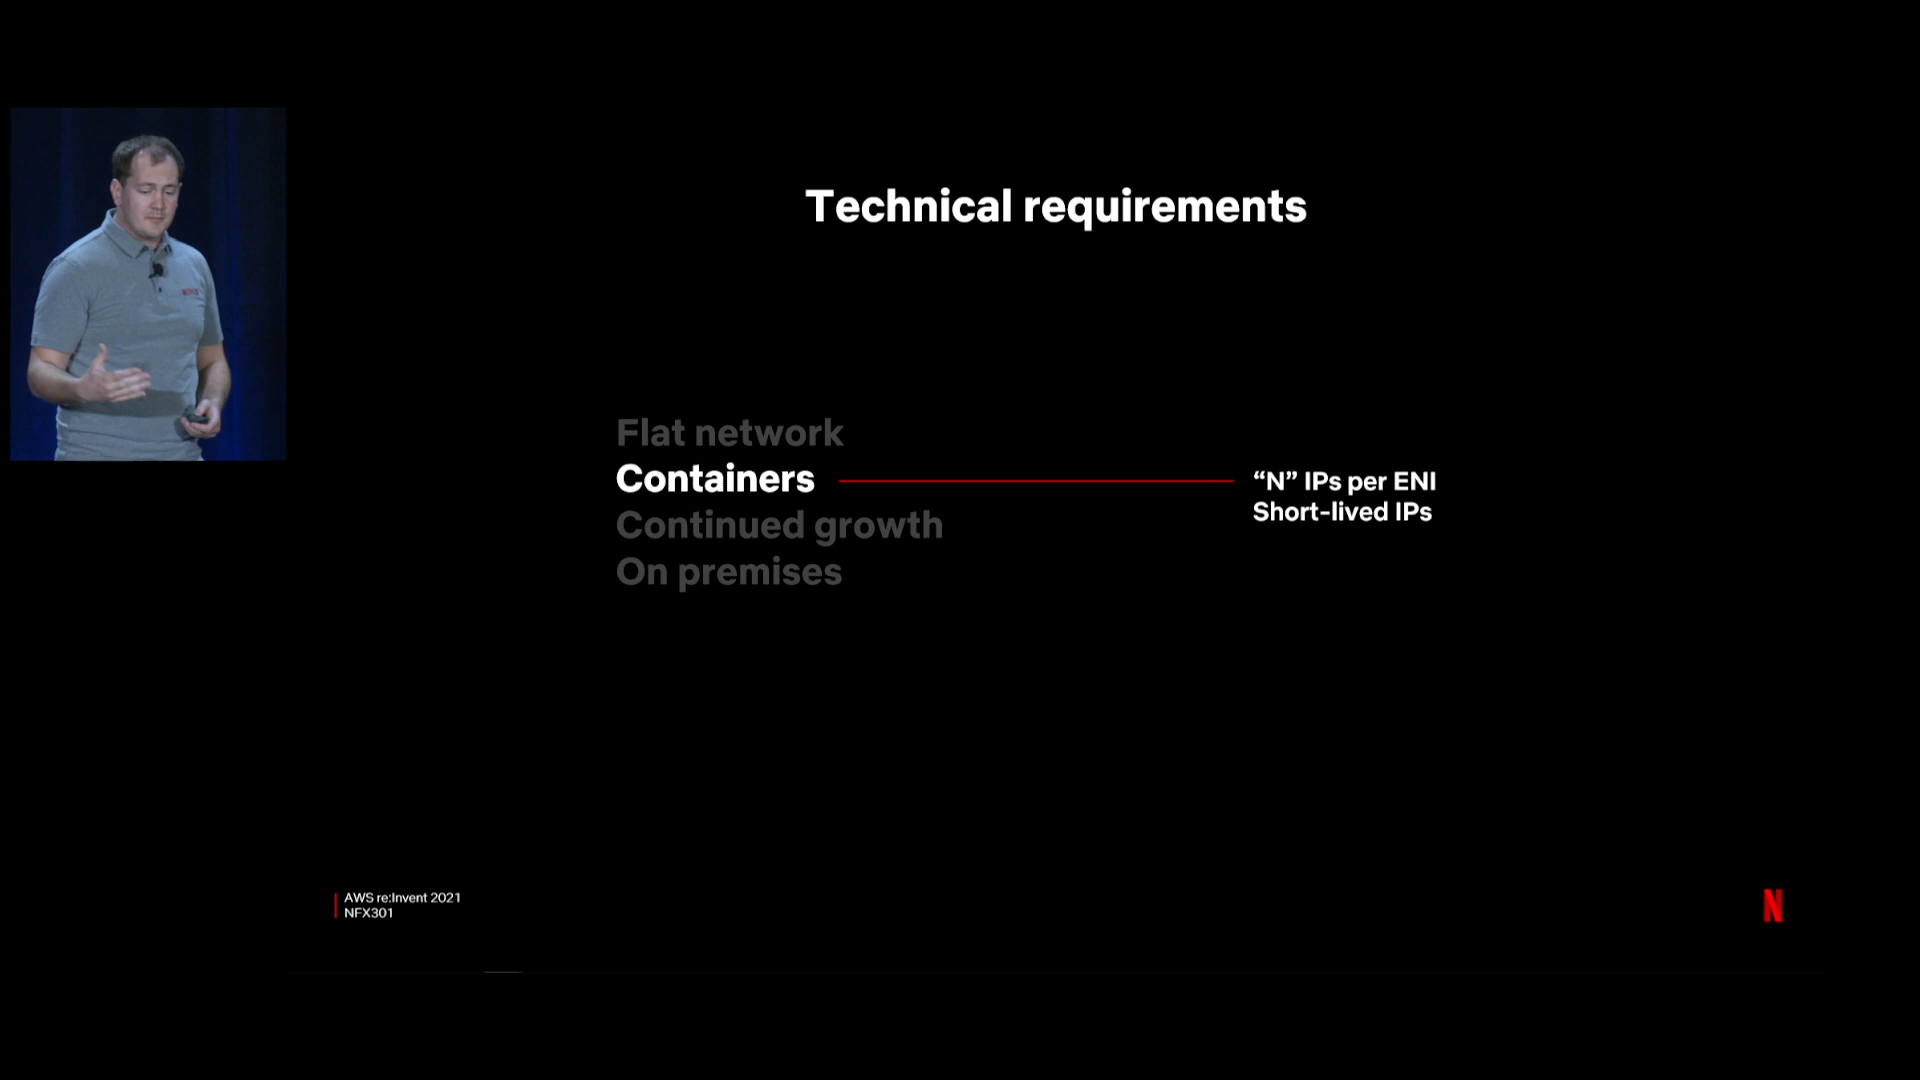 Technical requirements
Flat network
Containers
“N” IPs per ENI
Short-lived IPs
Continued growth
On premises
AWS re:Invent 2021
NFX301
N